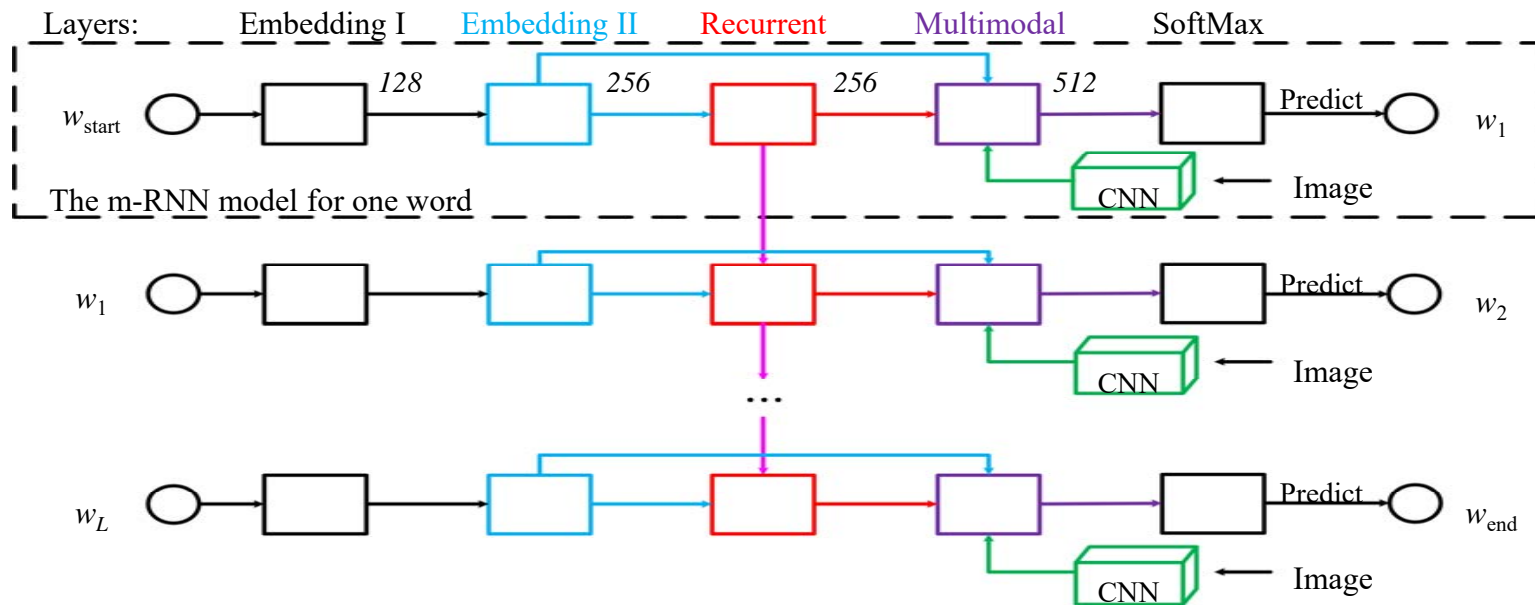 Layers: Embedding I Embedding II Recurrent Multimodal SoftMax
128 256 256 512
w_start Predict w_1
CNN Image
The m-RNN model for one word
w_1 Predict w_2
CNN Image
...
w_L Predict w_end
CNN Image